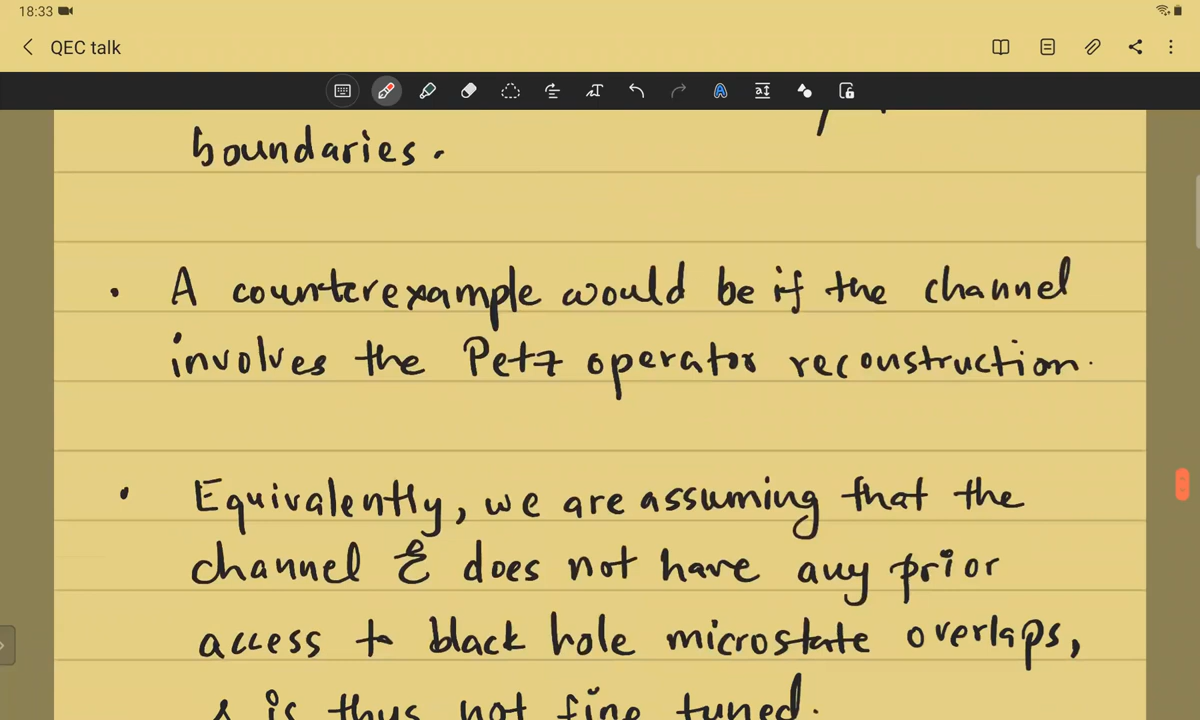 18:33
QEC talk
boundaries.
• A counterexample would be if the channel
involves the Petz operator reconstruction.
• Equivalently, we are assuming that the
channel ℰ does not have any prior
access to black hole microstate overlaps,
& is thus not fine tuned.